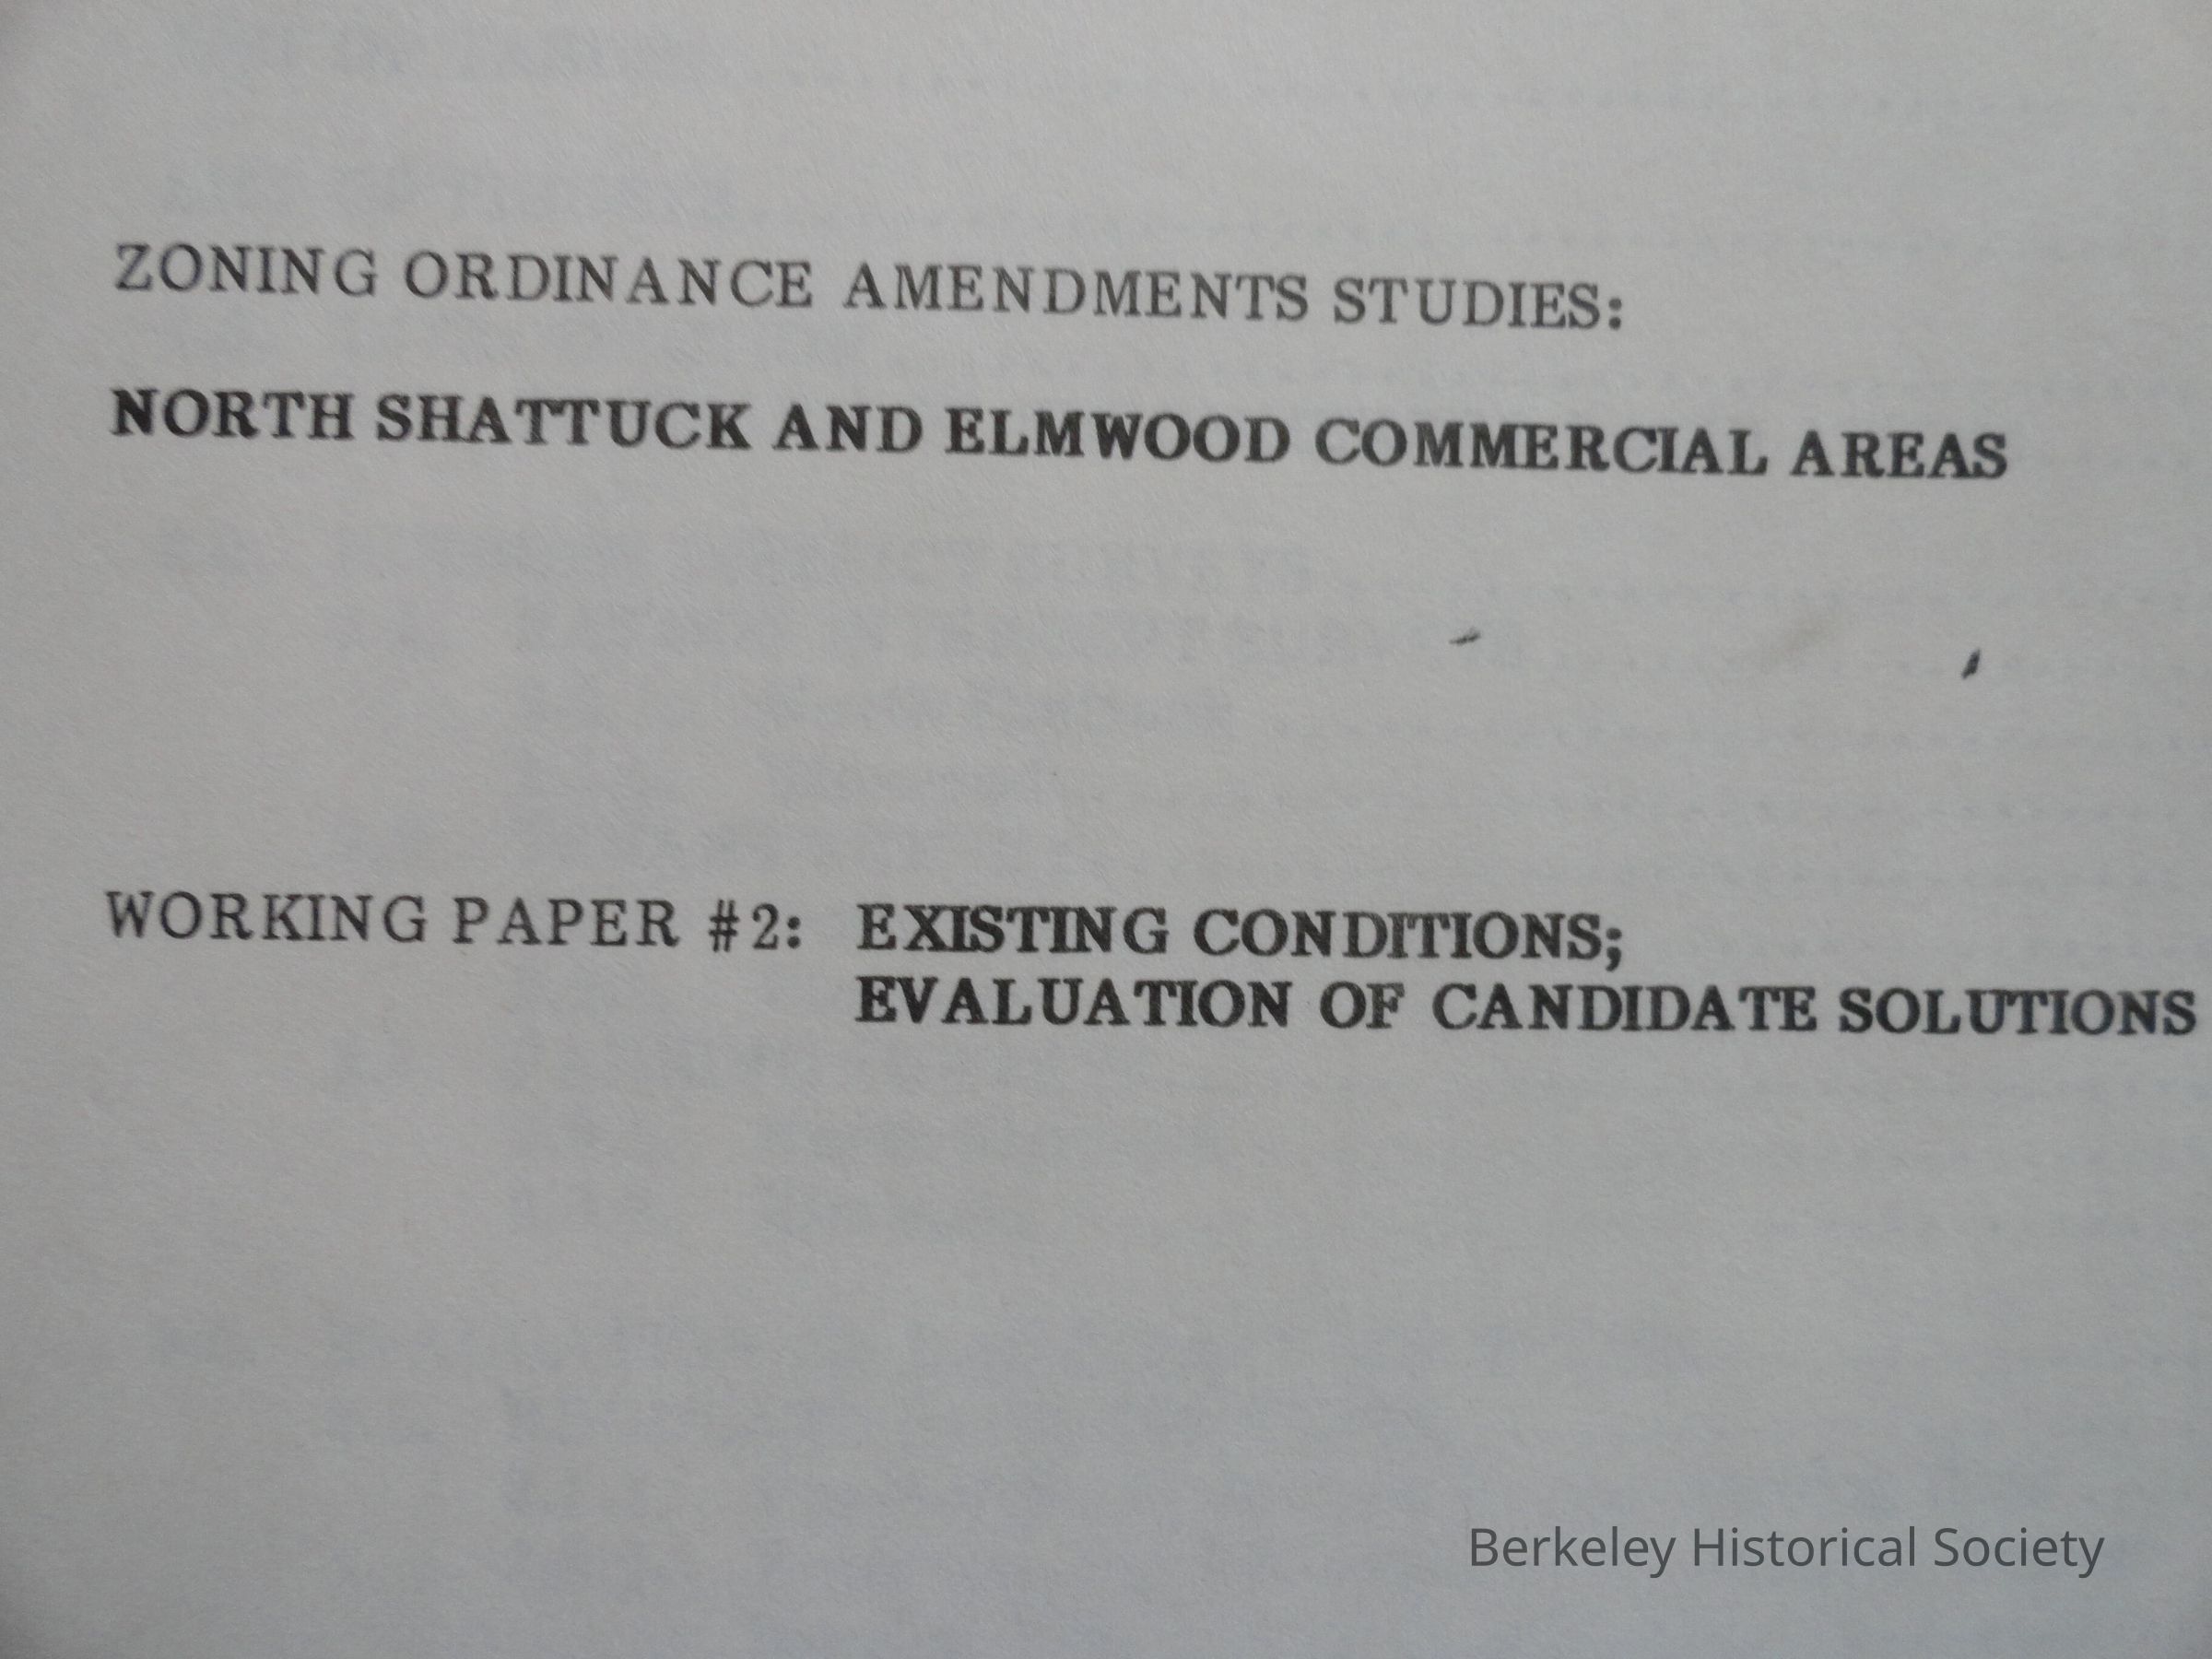 ZONING ORDINANCE AMENDMENTS STUDIES:
NORTH SHATTUCK AND ELMWOOD COMMERCIAL AREAS
WORKING PAPER #2: EXISTING CONDITIONS;
EVALUATION OF CANDIDATE SOLUTIONS
Berkeley Historical Society